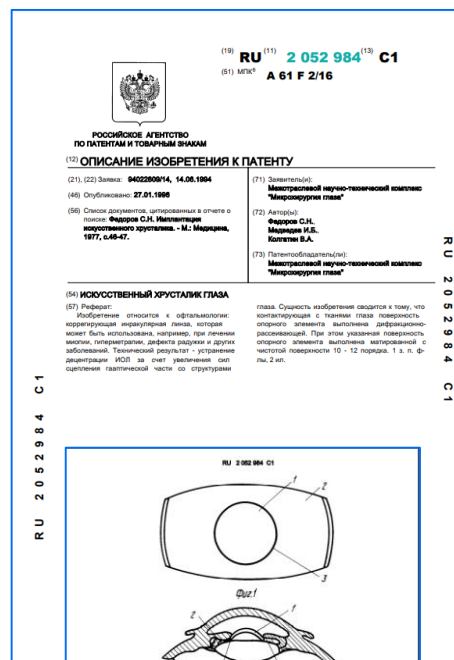 (19) RU (11) 2 052 984 (13) C1
(51) МПК⁶ A 61 F 2/16
РОССИЙСКОЕ АГЕНТСТВО
ПО ПАТЕНТАМ И ТОВАРНЫМ ЗНАКАМ
(12) ОПИСАНИЕ ИЗОБРЕТЕНИЯ К ПАТЕНТУ
(21), (22) Заявка: 94022609/14, 14.06.1994
(46) Опубликовано: 27.01.1996
(56) Список документов, цитированных в отчете о
поиске: Федоров С.Н. Имплантация
искусственного хрусталика. - М.: Медицина,
1977, с.46-47.
(71) Заявитель(и):
Межотраслевой научно-технический комплекс
"Микрохирургия глаза"
(72) Автор(ы):
Федоров С.Н.,
Медведев И.Б.,
Колгатин В.А.
(73) Патентообладатель(ли):
Межотраслевой научно-технический комплекс
"Микрохирургия глаза"
(54) ИСКУССТВЕННЫЙ ХРУСТАЛИК ГЛАЗА
(57) Реферат:
Изобретение относится к офтальмологии:
коррегирующая инракулярная линза, которая
может быть использована, например, при лечении
миопии, гиперметралии, дефекта радужки и других
заболеваний. Технический результат - устранение
децентрации ИОЛ за счет увеличения сил
сцепления гааптической части со структурами
глаза. Сущность изобретения сводится к тому, что
контактирующая с тканями глаза поверхность
опорного элемента выполнена дифракционно-
рассеивающей. При этом указанная поверхность
опорного элемента выполнена матированной с
чистотой поверхности 10 - 12 порядка. 1 з. п. ф-
лы, 2 ил.
RU 2052984 C1
RU 2052984 C1
RU 2 052 984 C1
1
2
3
Фиг.1
2
1